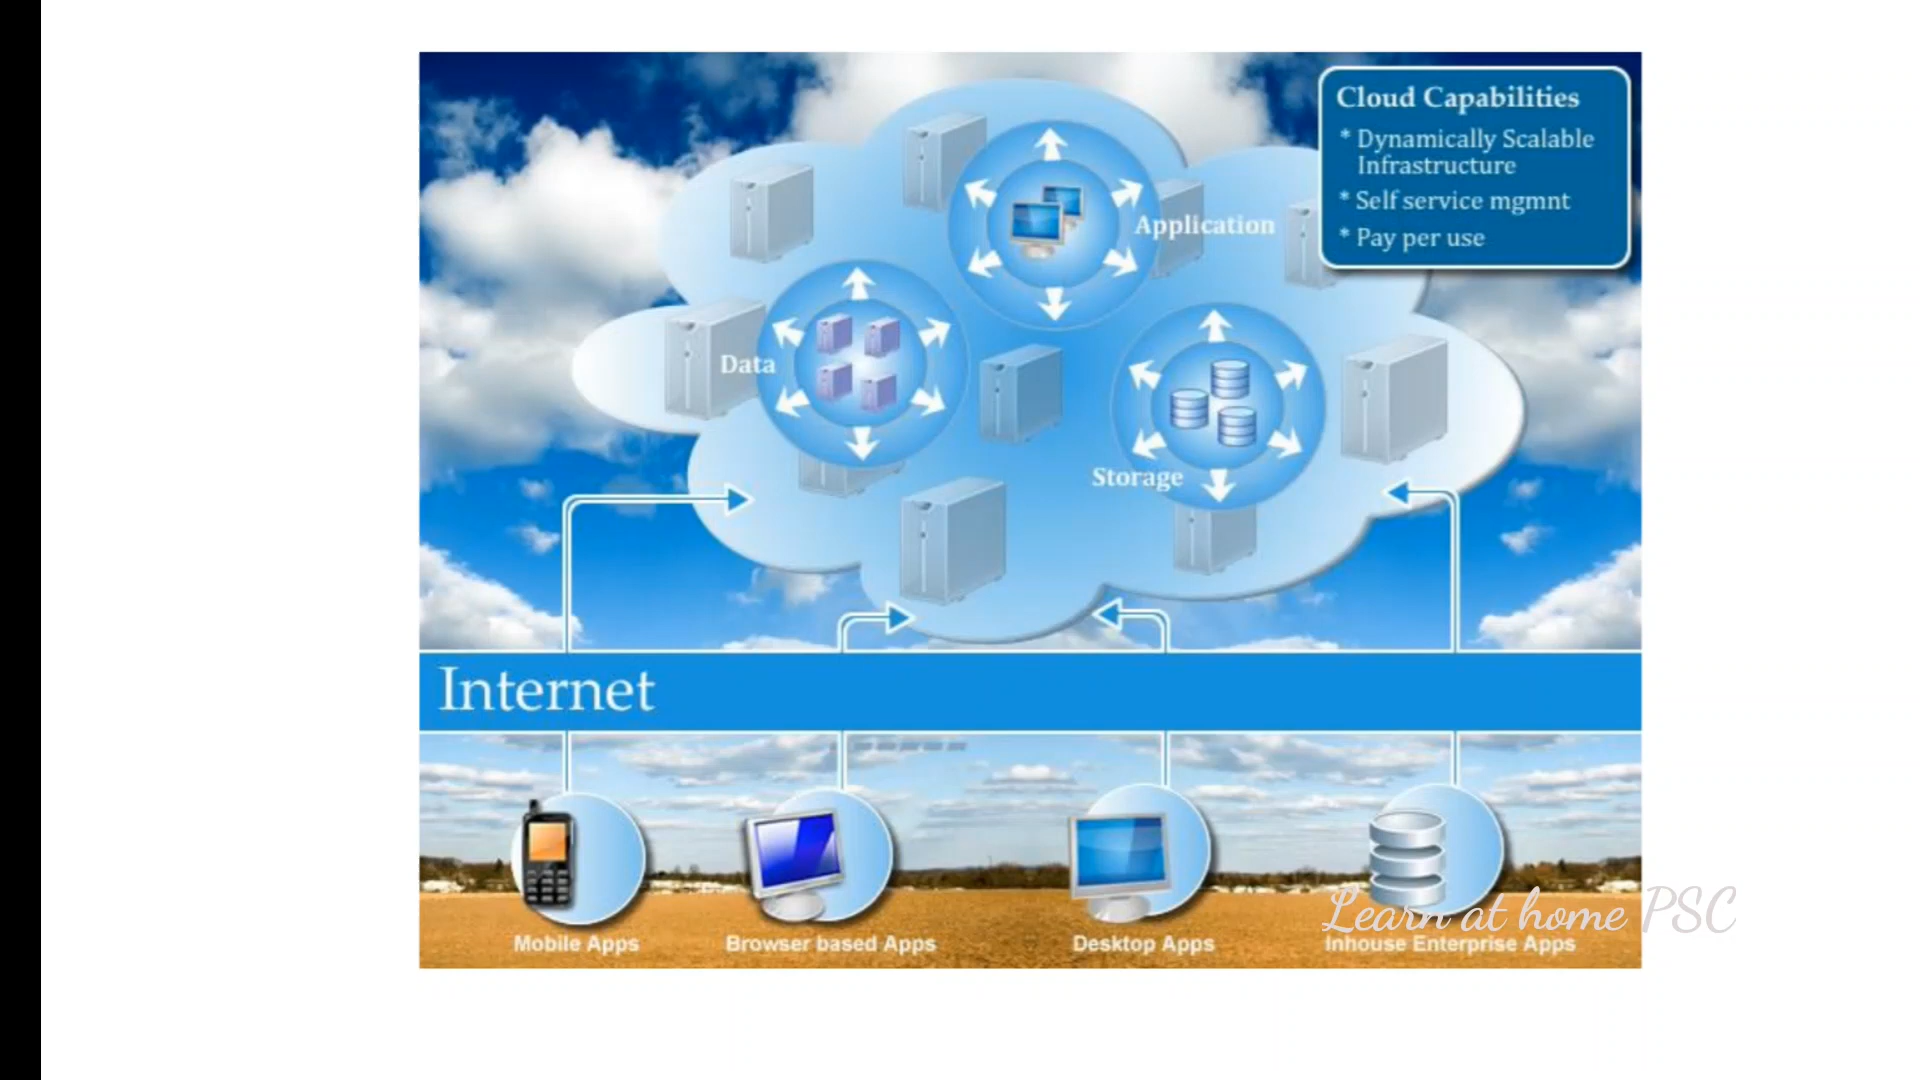 Cloud Capabilities
* Dynamically Scalable
Infrastructure
* Self service mgmnt
* Pay per use
Application
Data
Storage
Internet
Learn at home PSC
Mobile Apps
Browser based Apps
Desktop Apps
Inhouse Enterprise Apps